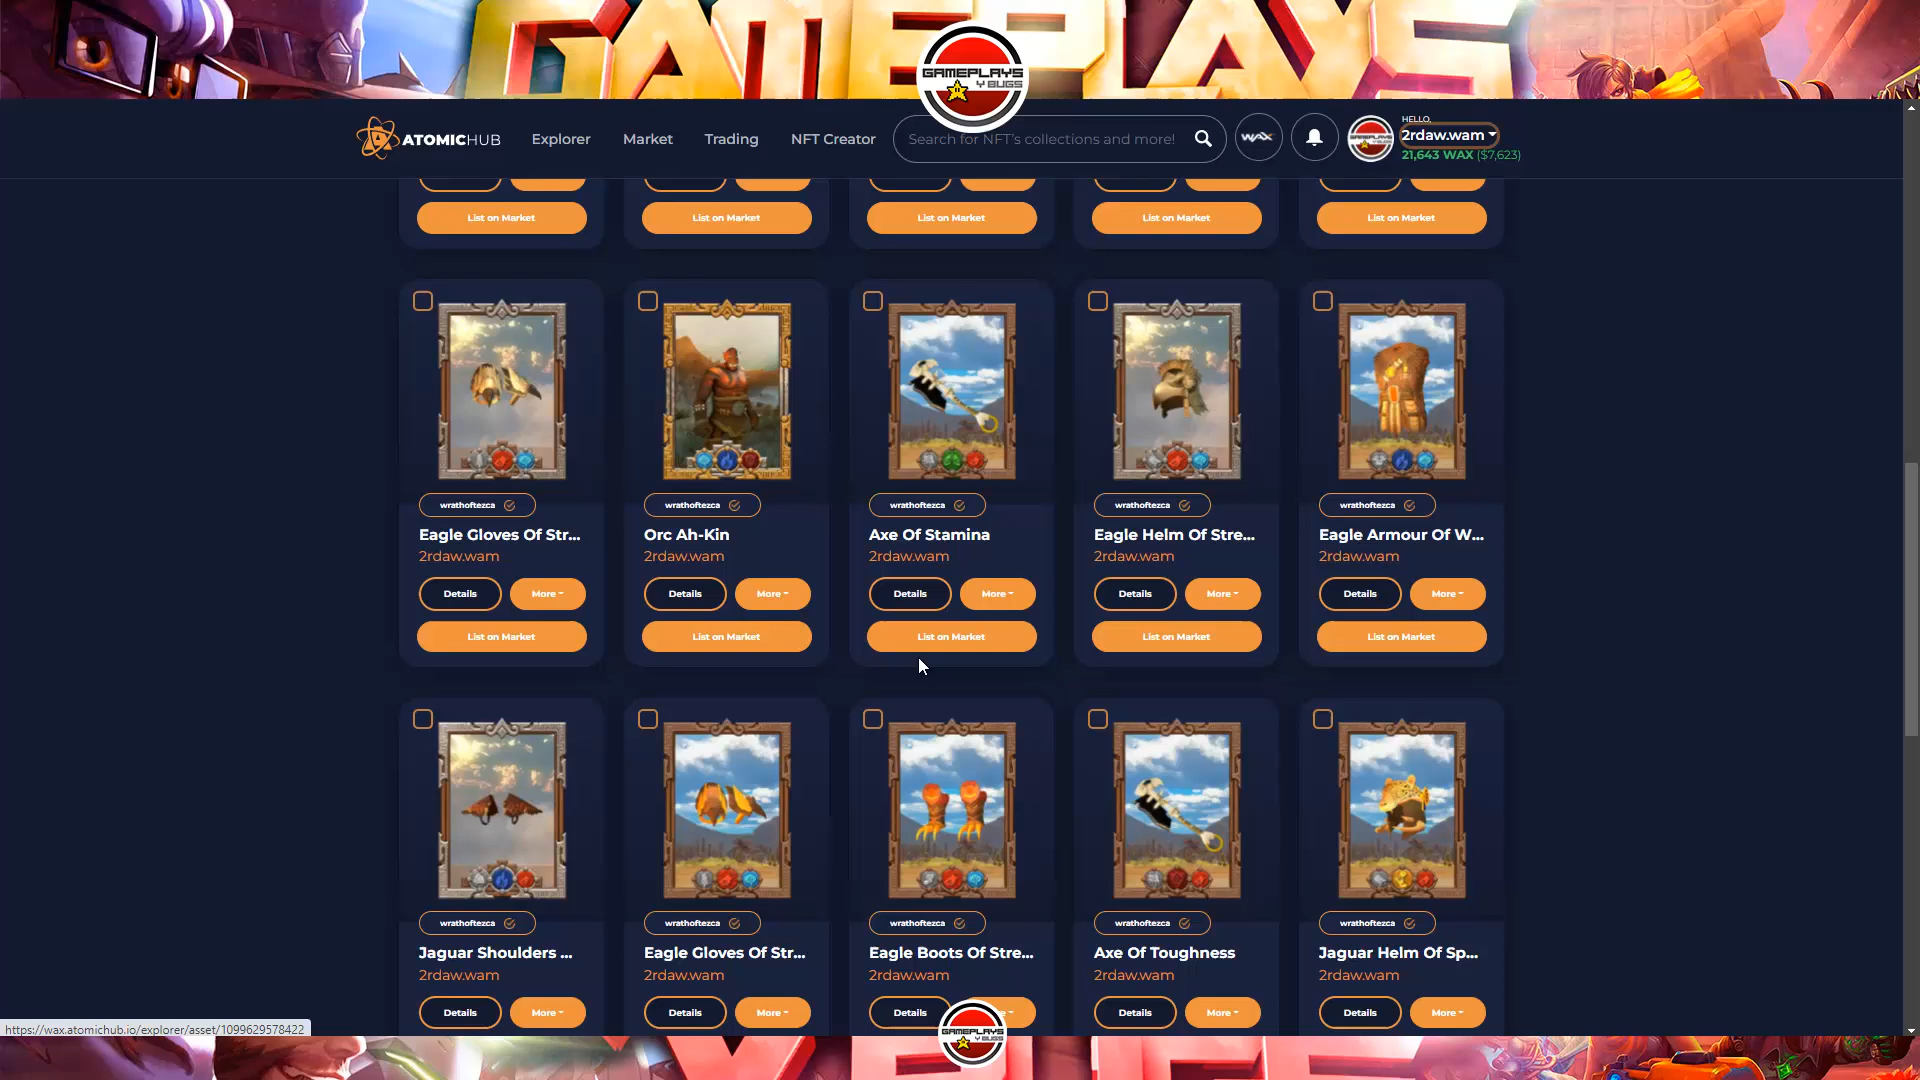 GAMEPLAYS
GAMEPLAYS
Y BUGS
ATOMICHUB
Explorer
Market
Trading
NFT Creator
Search for NFT's collections and more!
WAX
HELLO,
2rdaw.wam
21,643 WAX ($7,623)
List on Market
List on Market
List on Market
List on Market
List on Market
wrathoftezca
wrathoftezca
wrathoftezca
wrathoftezca
wrathoftezca
Eagle Gloves Of Str...
Orc Ah-Kin
Axe Of Stamina
Eagle Helm Of Stre...
Eagle Armour Of W...
2rdaw.wam
2rdaw.wam
2rdaw.wam
2rdaw.wam
2rdaw.wam
Details
More
Details
More
Details
More
Details
More
Details
More
List on Market
List on Market
List on Market
List on Market
List on Market
wrathoftezca
wrathoftezca
wrathoftezca
wrathoftezca
wrathoftezca
Jaguar Shoulders ...
Eagle Gloves Of Str...
Eagle Boots Of Stre...
Axe Of Toughness
Jaguar Helm Of Sp...
2rdaw.wam
2rdaw.wam
2rdaw.wam
2rdaw.wam
2rdaw.wam
Details
More
Details
More
Details
Details
More
Details
More
https://wax.atomichub.io/explorer/asset/1099629578422
GAMEPLAYS
Y BUGS